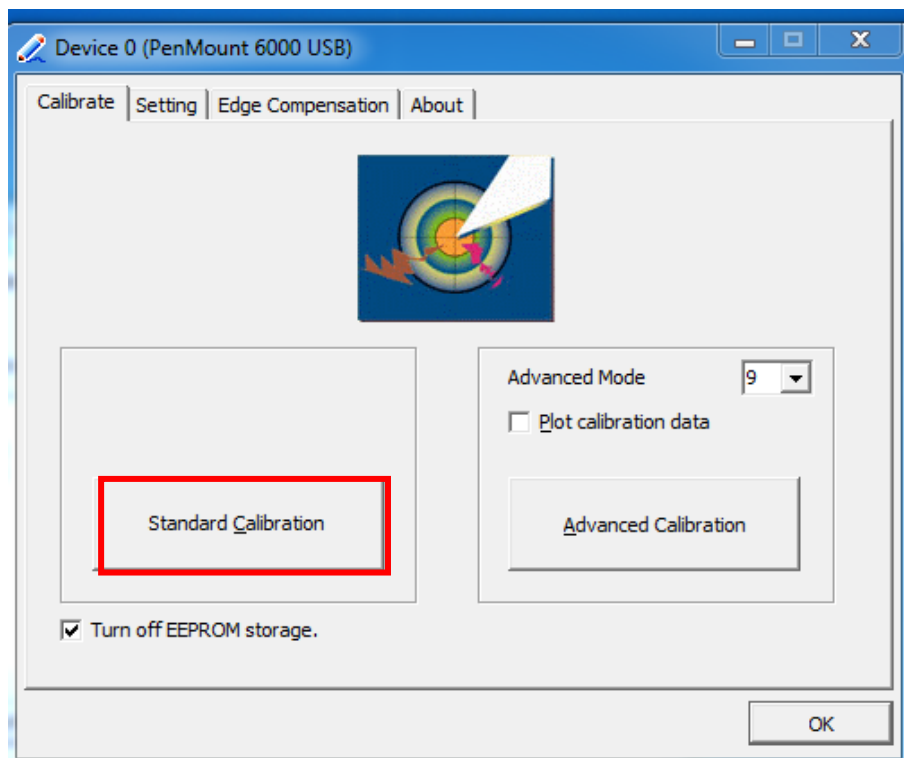 Device 0 (PenMount 6000 USB)
Calibrate Setting Edge Compensation About
Advanced Mode 9
Plot calibration data
Standard Calibration
Advanced Calibration
Turn off EEPROM storage.
OK